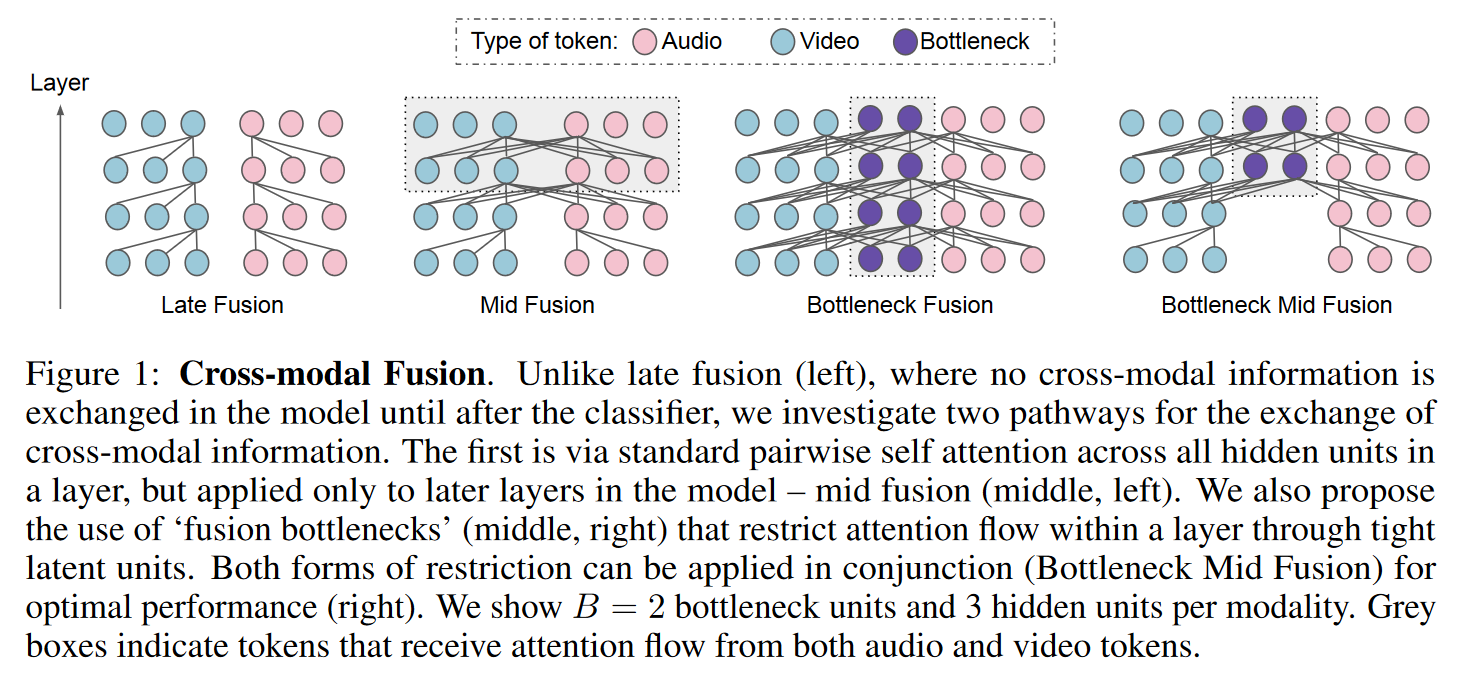 Type of token: Audio Video Bottleneck
Layer
Late Fusion Mid Fusion Bottleneck Fusion Bottleneck Mid Fusion
Figure 1: Cross-modal Fusion. Unlike late fusion (left), where no cross-modal information is
exchanged in the model until after the classifier, we investigate two pathways for the exchange of
cross-modal information. The first is via standard pairwise self attention across all hidden units in
a layer, but applied only to later layers in the model – mid fusion (middle, left). We also propose
the use of ‘fusion bottlenecks’ (middle, right) that restrict attention flow within a layer through tight
latent units. Both forms of restriction can be applied in conjunction (Bottleneck Mid Fusion) for
optimal performance (right). We show B = 2 bottleneck units and 3 hidden units per modality. Grey
boxes indicate tokens that receive attention flow from both audio and video tokens.